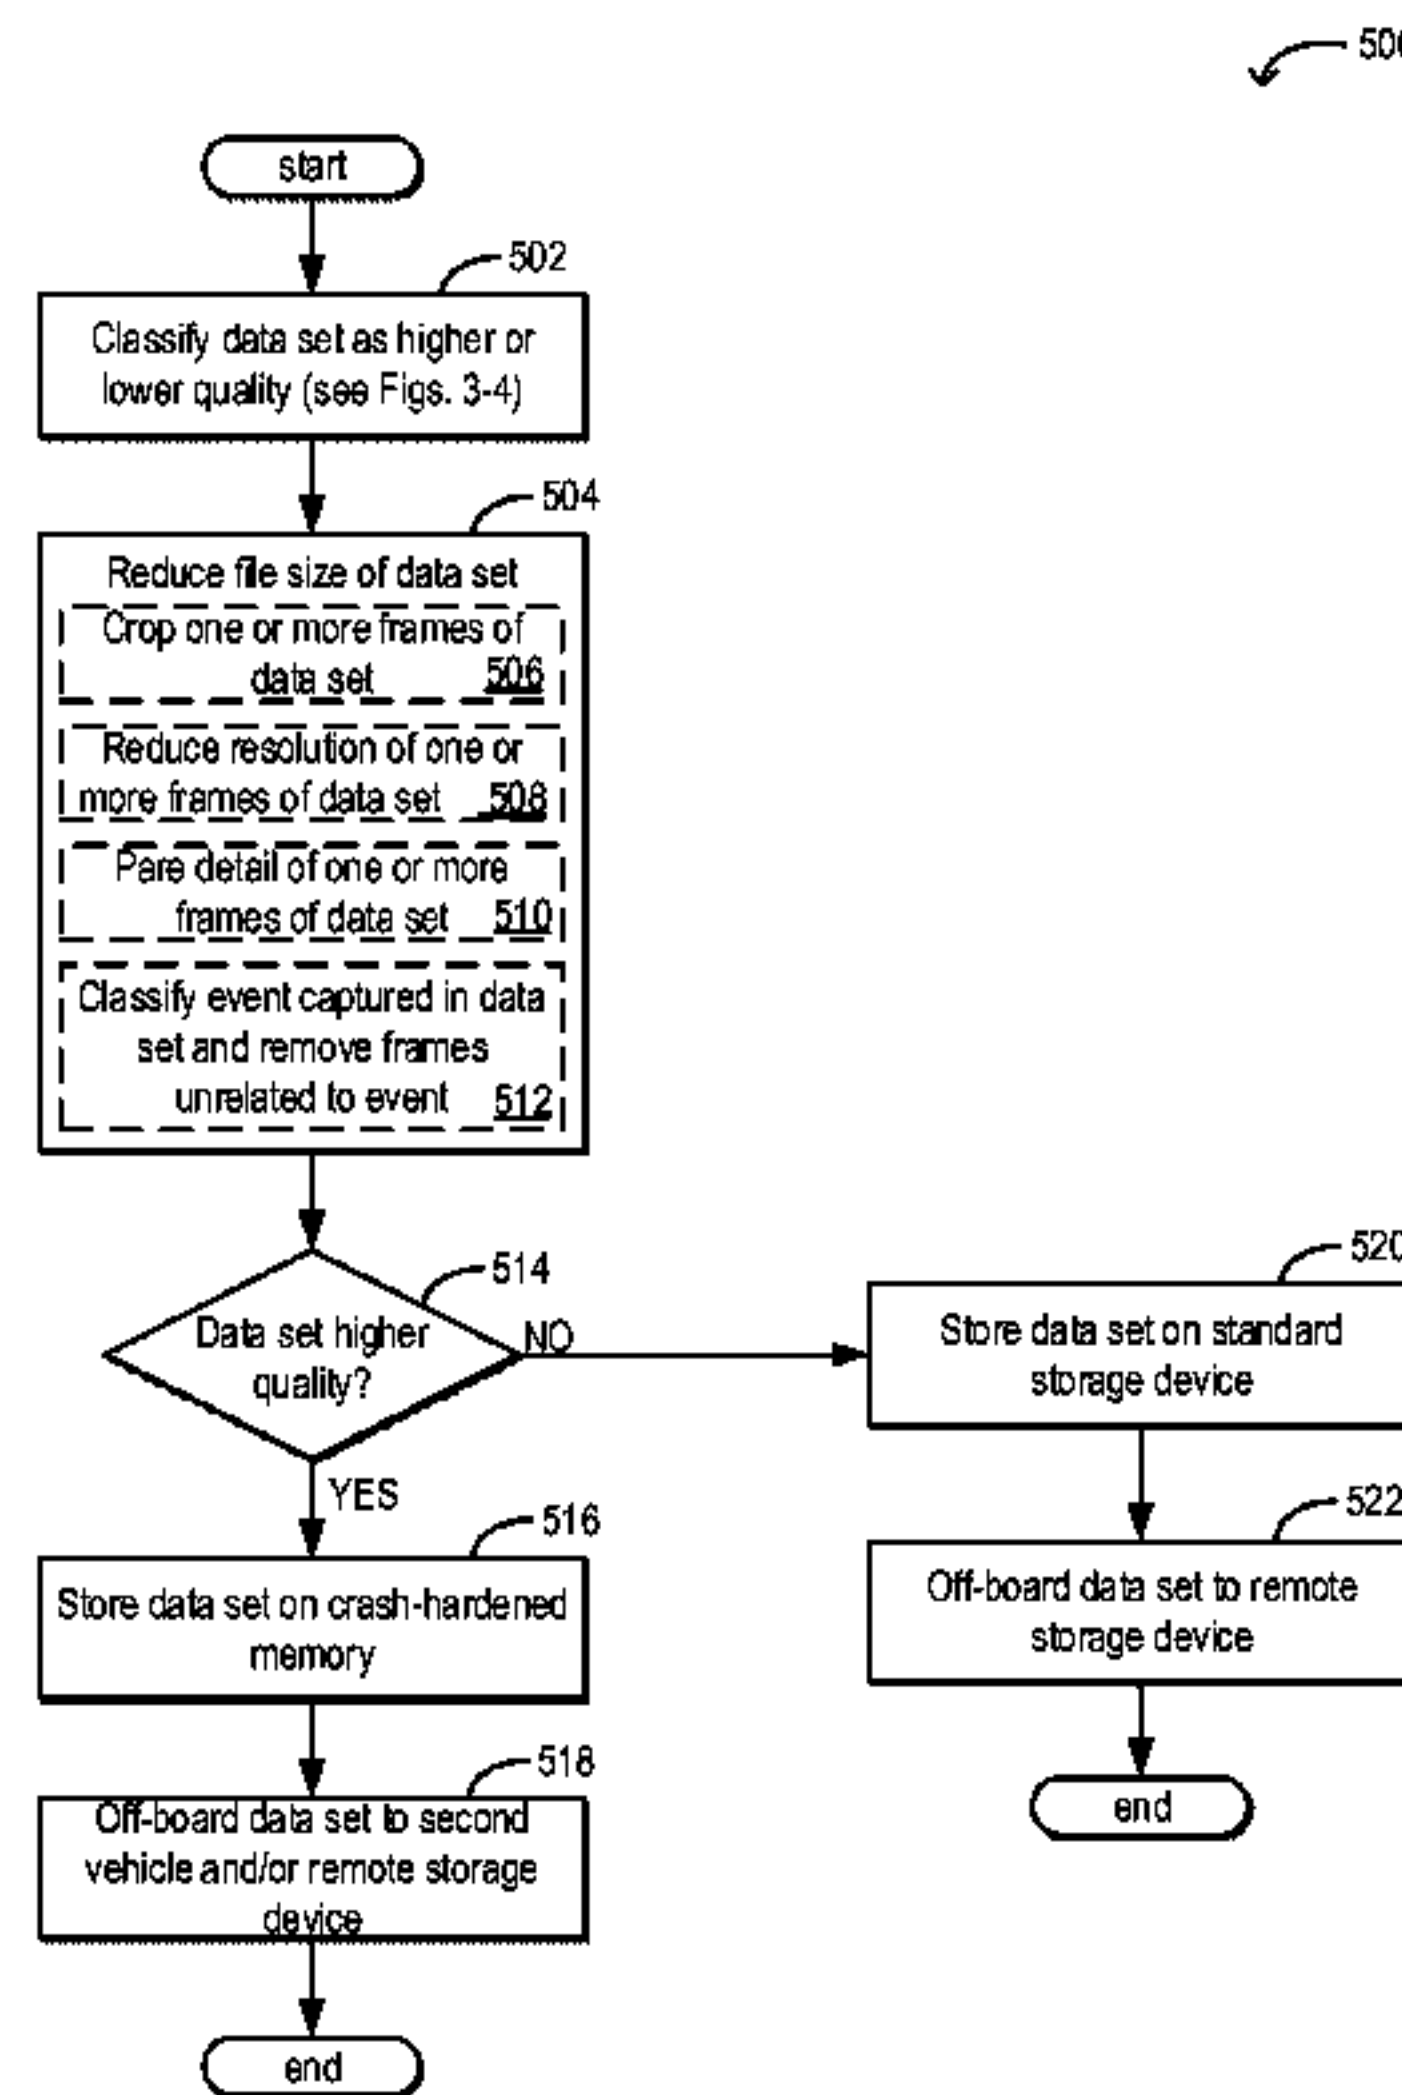 500
start
502
Classify data set as higher or
lower quality (see Figs. 3-4)
504
Reduce file size of data set
Crop one or more frames of
data set 506
Reduce resolution of one or
more frames of data set 508
Pare detail of one or more
frames of data set 510
Classify event captured in data
set and remove frames
unrelated to event 512
514
Data set higher
quality?
NO
YES
516
Store data set on crash-hardened
memory
518
Off-board data set to second
vehicle and/or remote storage
device
end
520
Store data set on standard
storage device
522
Off-board data set to remote
storage device
end